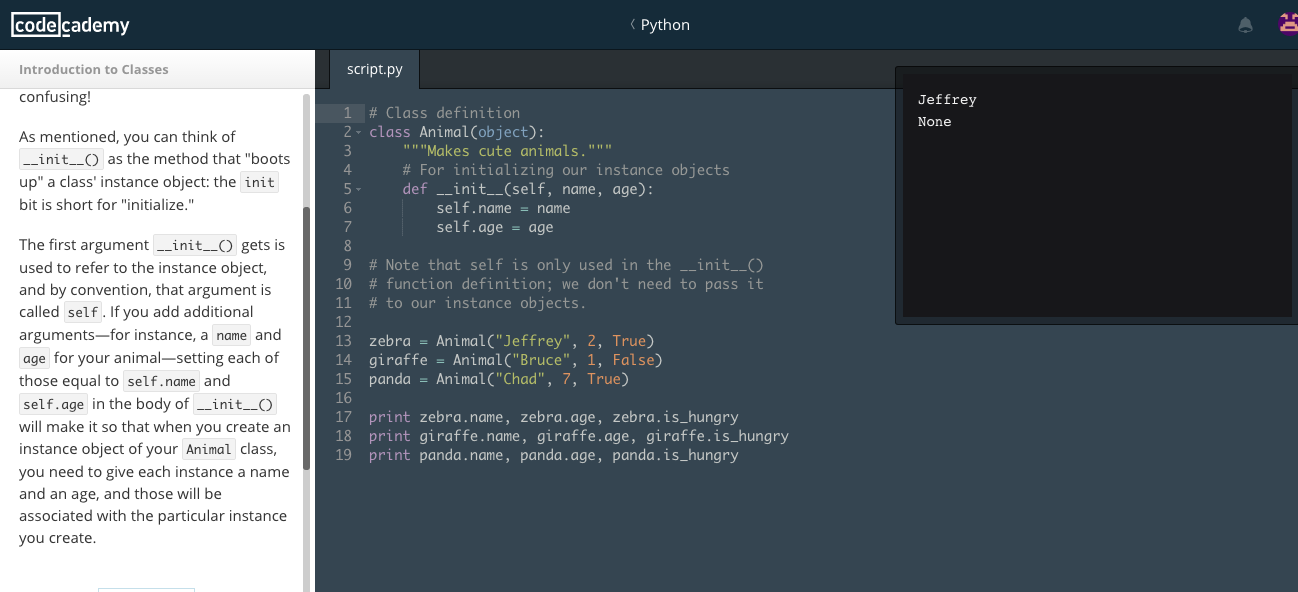 codecademy
‹ Python
Introduction to Classes
script.py
confusing!
As mentioned, you can think of
__init__() as the method that "boots
up" a class' instance object: the init
bit is short for "initialize."
The first argument __init__() gets is
used to refer to the instance object,
and by convention, that argument is
called self. If you add additional
arguments—for instance, a name and
age for your animal—setting each of
those equal to self.name and
self.age in the body of __init__()
will make it so that when you create an
instance object of your Animal class,
you need to give each instance a name
and an age, and those will be
associated with the particular instance
you create.
1 # Class definition
2 class Animal(object):
3     """Makes cute animals."""
4     # For initializing our instance objects
5     def __init__(self, name, age):
6         self.name = name
7         self.age = age
8
9 # Note that self is only used in the __init__()
10 # function definition; we don't need to pass it
11 # to our instance objects.
12
13 zebra = Animal("Jeffrey", 2, True)
14 giraffe = Animal("Bruce", 1, False)
15 panda = Animal("Chad", 7, True)
16
17 print zebra.name, zebra.age, zebra.is_hungry
18 print giraffe.name, giraffe.age, giraffe.is_hungry
19 print panda.name, panda.age, panda.is_hungry
Jeffrey
None